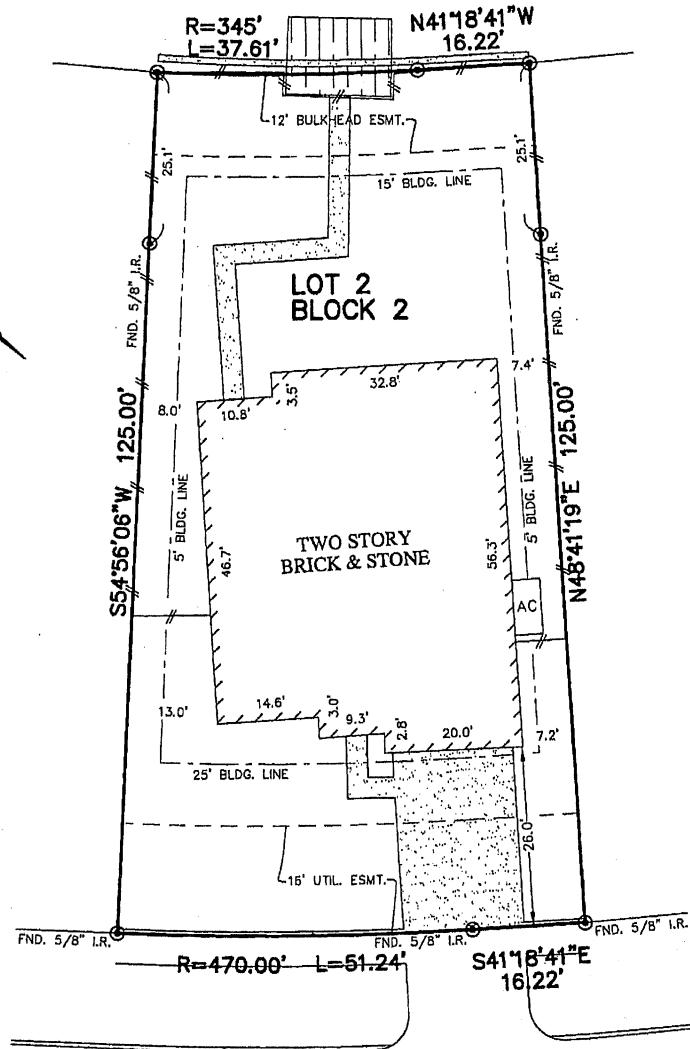 R=345'
L=37.61'
N41°18'41"W
16.22'
12' BULKHEAD ESMT.
25.1'
25.1'
15' BLDG. LINE
FND. 5/8" I.R.
FND. 5/8" I.R.
LOT 2
BLOCK 2
7.4'
32.8'
3.5'
8.0'
10.8'
S54°56'06"W 125.00'
N48°41'19"E 125.00'
5' BLDG. LINE
5' BLDG. LINE
46.7'
56.3'
TWO STORY
BRICK & STONE
AC
14.6'
3.0'
9.3'
2.8'
20.0'
13.0'
7.2'
25' BLDG. LINE
26.0'
15' UTIL. ESMT.
FND. 5/8" I.R.
FND. 5/8" I.R.
FND. 5/8" I.R.
R=470.00' L=51.24'
S41°18'41"E
16.22'